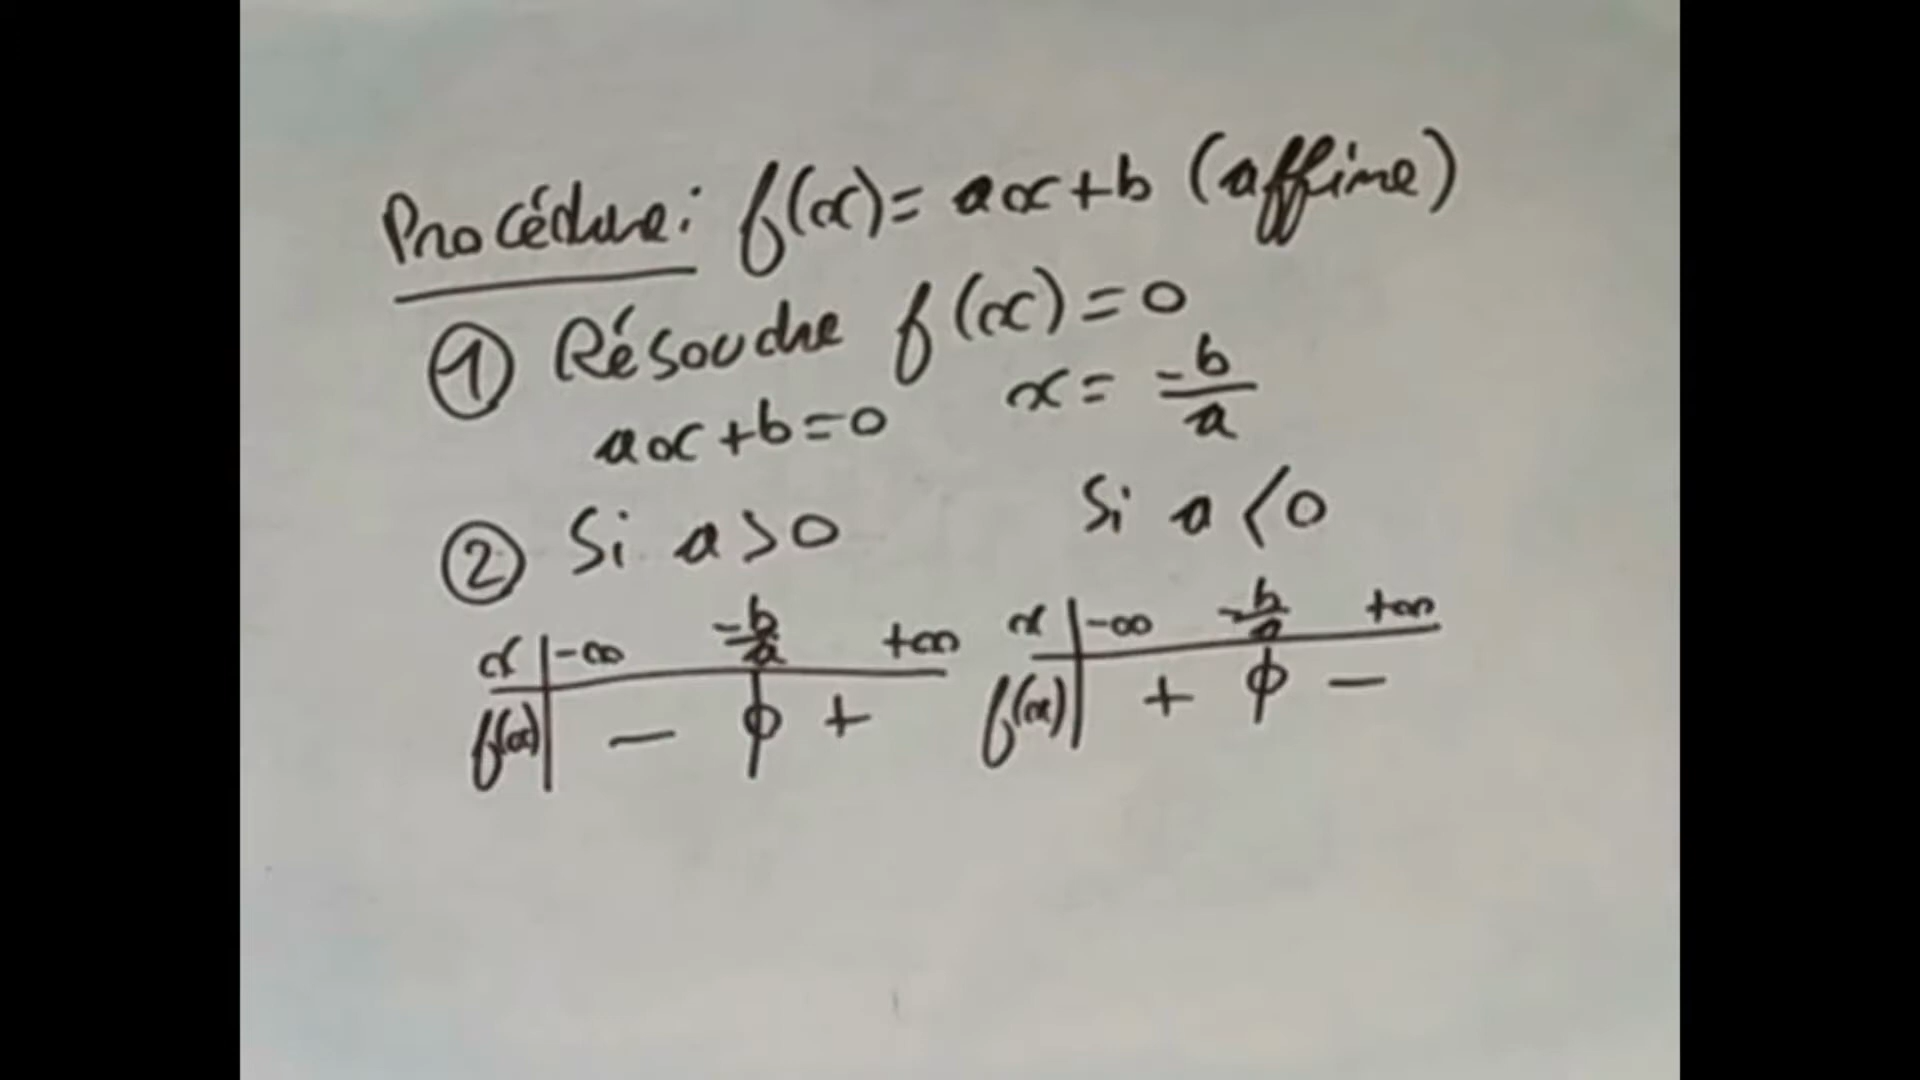 Procédure: f(x)= ax+b (affine)
① Résoudre f(x)=0
ax+b=0 x= -b/a
② Si a>0 Si a<0
x | -∞ -b/a +∞ x | -∞ -b/a +∞
f(x) | - 0 + f(x) | + 0 -